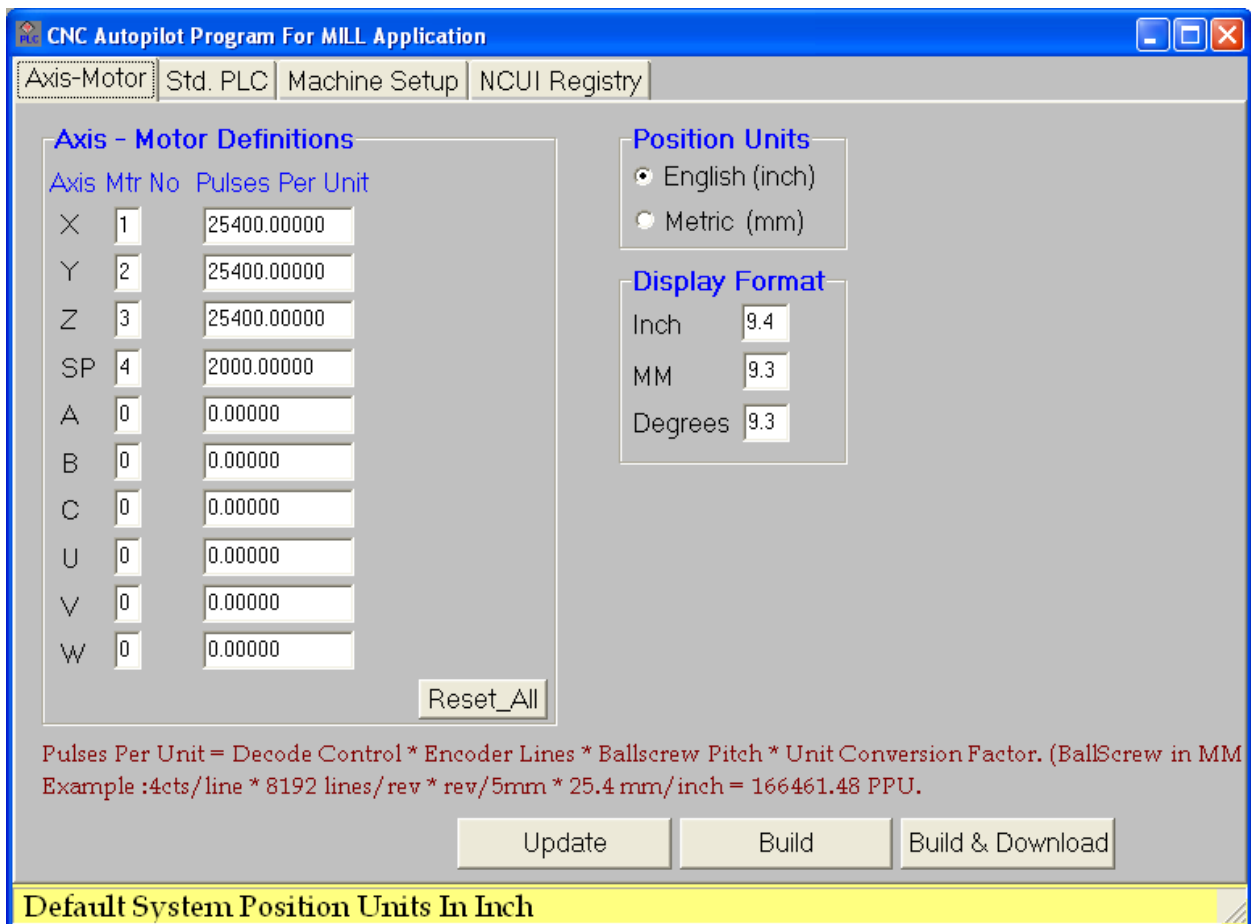 CNC Autopilot Program For MILL Application
Axis-Motor Std. PLC Machine Setup NCUI Registry
Axis - Motor Definitions
Axis Mtr No Pulses Per Unit
X 1 25400.00000
Y 2 25400.00000
Z 3 25400.00000
SP 4 2000.00000
A 0 0.00000
B 0 0.00000
C 0 0.00000
U 0 0.00000
V 0 0.00000
W 0 0.00000
Reset_All
Position Units
English (inch)
Metric (mm)
Display Format
Inch 9.4
MM 9.3
Degrees 9.3
Pulses Per Unit = Decode Control * Encoder Lines * Ballscrew Pitch * Unit Conversion Factor. (BallScrew in MM
Example :4cts/line * 8192 lines/rev * rev/5mm * 25.4 mm/inch = 166461.48 PPU.
Update Build Build & Download
Default System Position Units In Inch